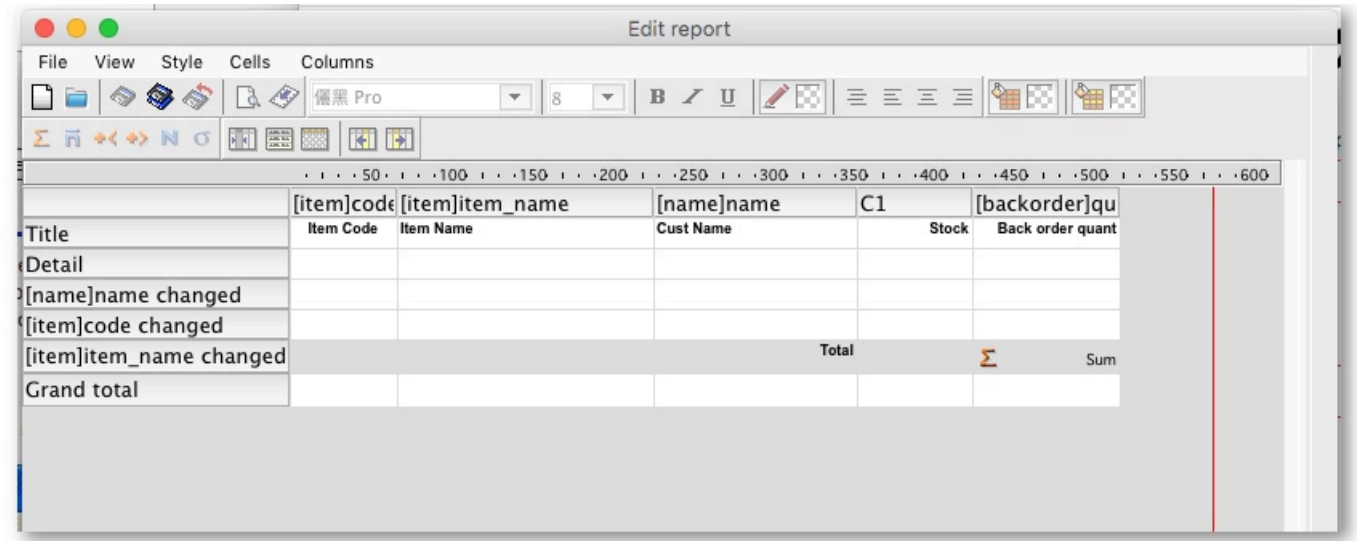 Edit report
File View Style Cells Columns
儷黑 Pro 8 B U
Σ n N σ
50 100 150 200 250 300 350 400 450 500 550 600
[item]code [item]item_name [name]name C1 [backorder]qu
Title Item Code Item Name Cust Name Stock Back order quant
Detail
[name]name changed
[item]code changed
[item]item_name changed Total Σ Sum
Grand total